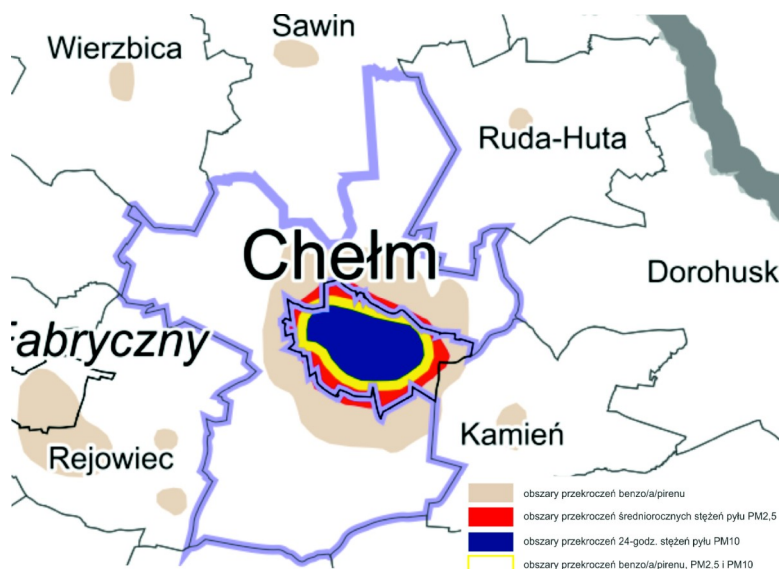 Sawin
Wierzbica
Ruda-Huta
Chełm
Dorohusk
Fabryczny
Kamień
Rejowiec
obszary przekroczeń benzo/a/pirenu
obszary przekroczeń średniorocznych stężeń pyłu PM2,5
obszary przekroczeń 24-godz. stężeń pyłu PM10
obszary przekroczeń benzo/a/pirenu, PM2.5 i PM10